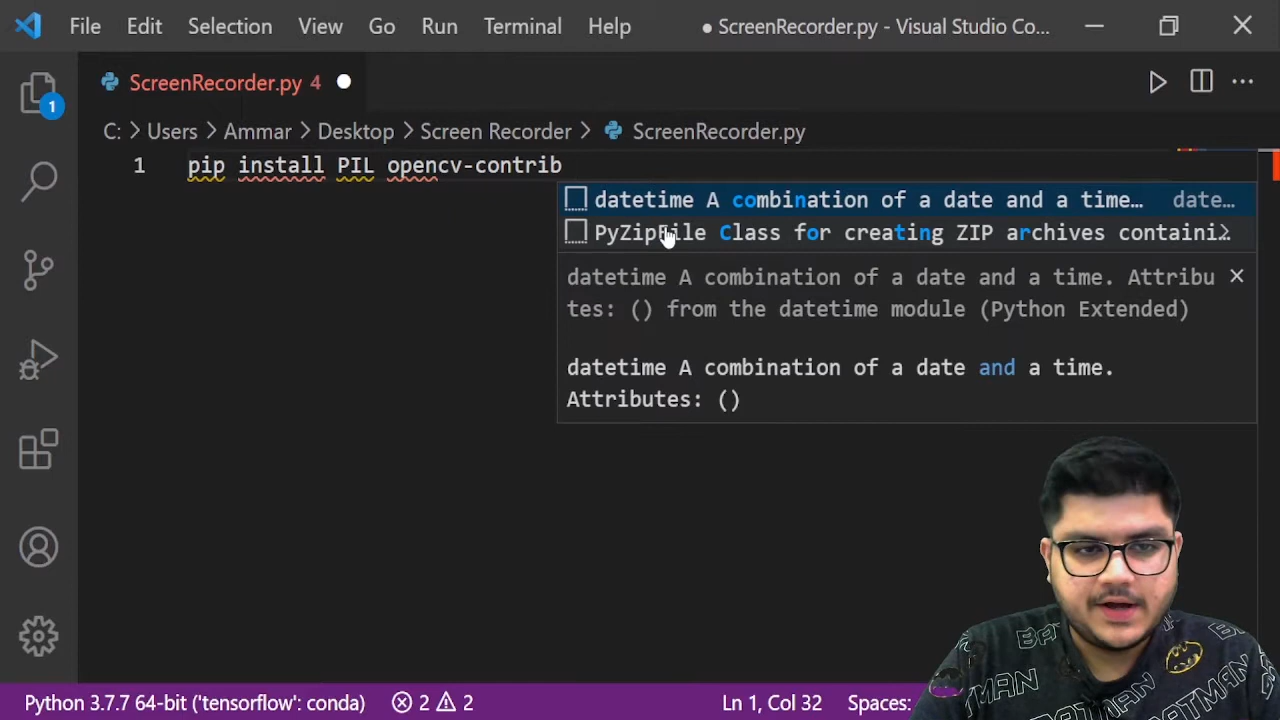 File Edit Selection View Go Run Terminal Help ● ScreenRecorder.py - Visual Studio Co...
ScreenRecorder.py 4
1
C: > Users > Ammar > Desktop > Screen Recorder > ScreenRecorder.py
1 pip install PIL opencv-contrib
datetime A combination of a date and a time… date…
PyZipFile Class for creating ZIP archives containi…
datetime A combination of a date and a time. Attribu
tes: () from the datetime module (Python Extended)
datetime A combination of a date and a time.
Attributes: ()
Python 3.7.7 64-bit ('tensorflow': conda) 2 2 Ln 1, Col 32 Spaces: